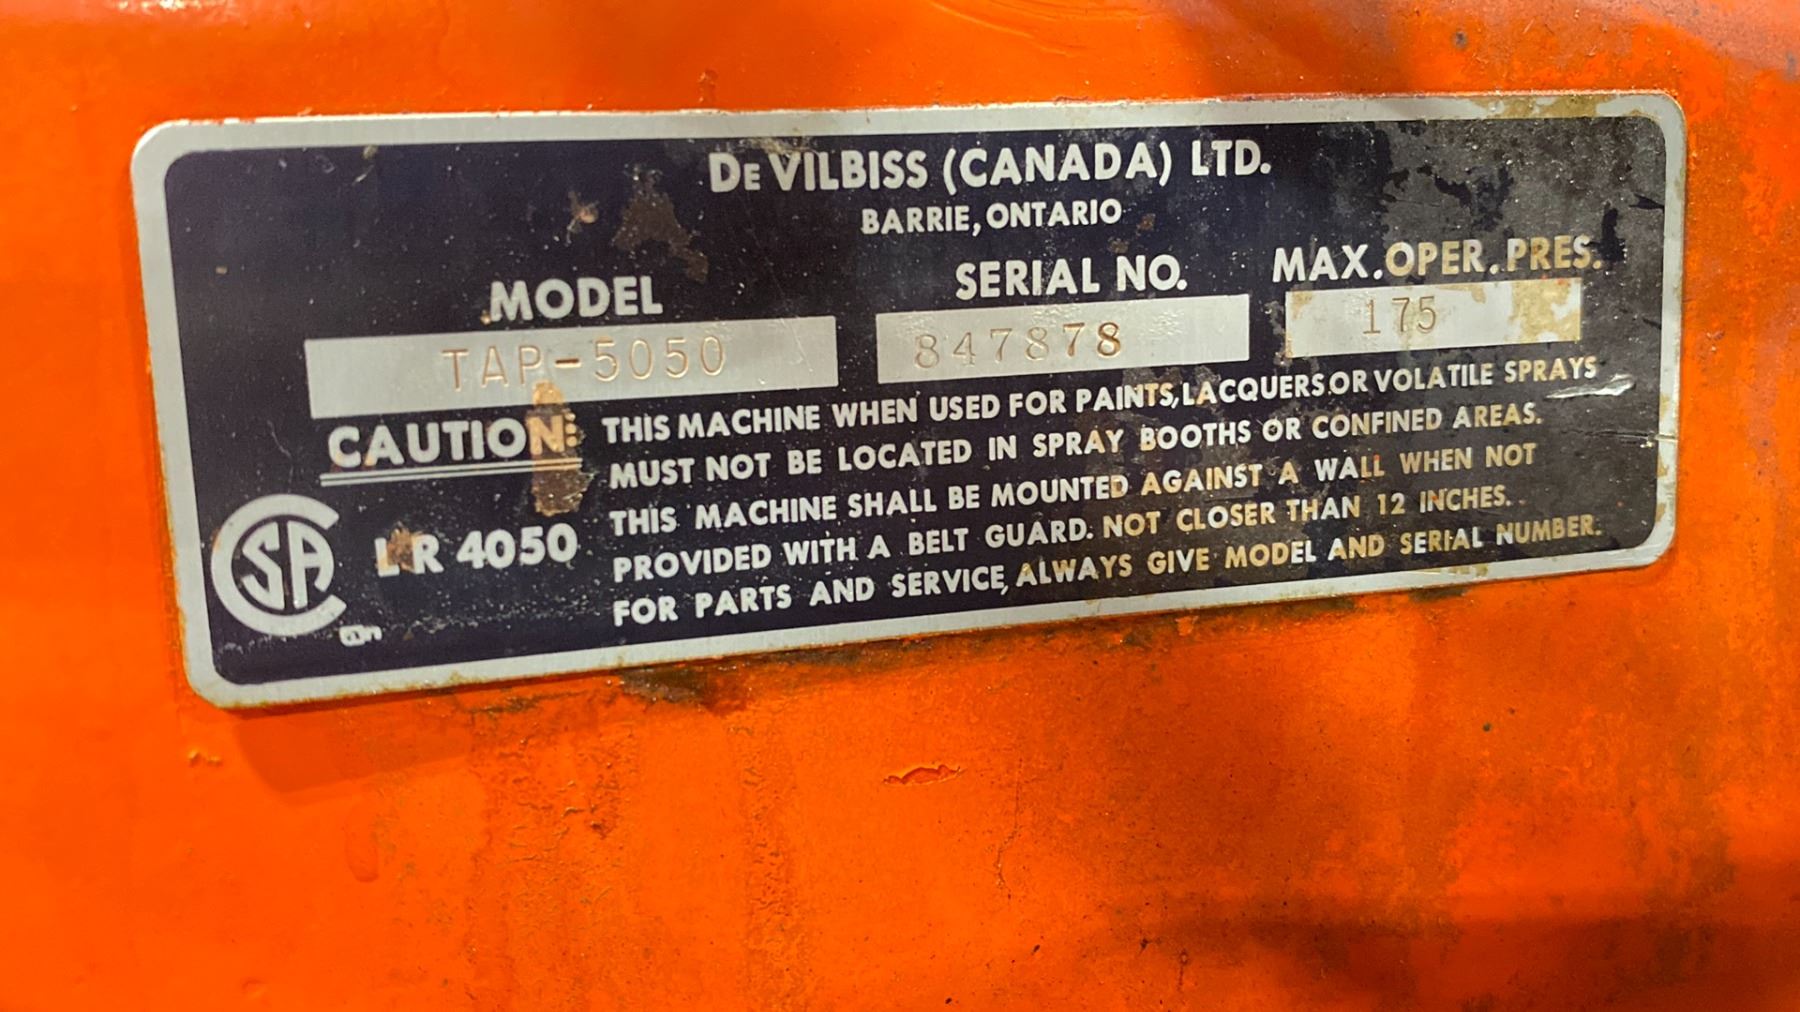 DE VILBISS (CANADA) LTD.
BARRIE, ONTARIO
MODEL SERIAL NO. MAX. OPER. PRES.
TAP-5050 847878 175
CAUTION: THIS MACHINE WHEN USED FOR PAINTS, LACQUERS OR VOLATILE SPRAYS
MUST NOT BE LOCATED IN SPRAY BOOTHS OR CONFINED AREAS.
THIS MACHINE SHALL BE MOUNTED AGAINST A WALL WHEN NOT
PROVIDED WITH A BELT GUARD. NOT CLOSER THAN 12 INCHES.
FOR PARTS AND SERVICE, ALWAYS GIVE MODEL AND SERIAL NUMBER.
CSA LR 4050